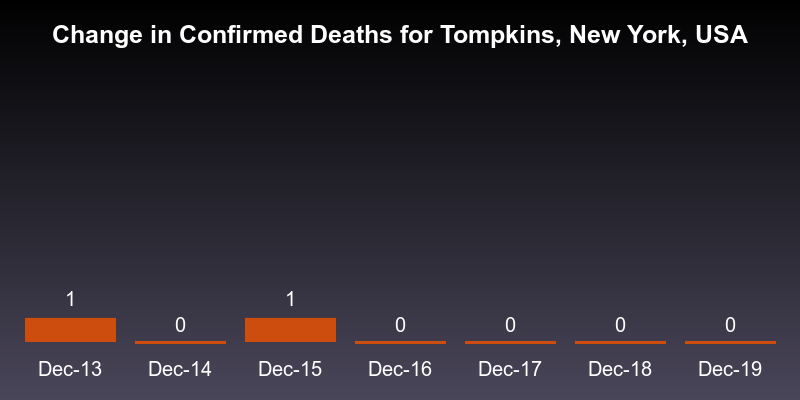 Change in Confirmed Deaths for Tompkins, New York, USA
1 0 1 0 0 0 0
Dec-13 Dec-14 Dec-15 Dec-16 Dec-17 Dec-18 Dec-19